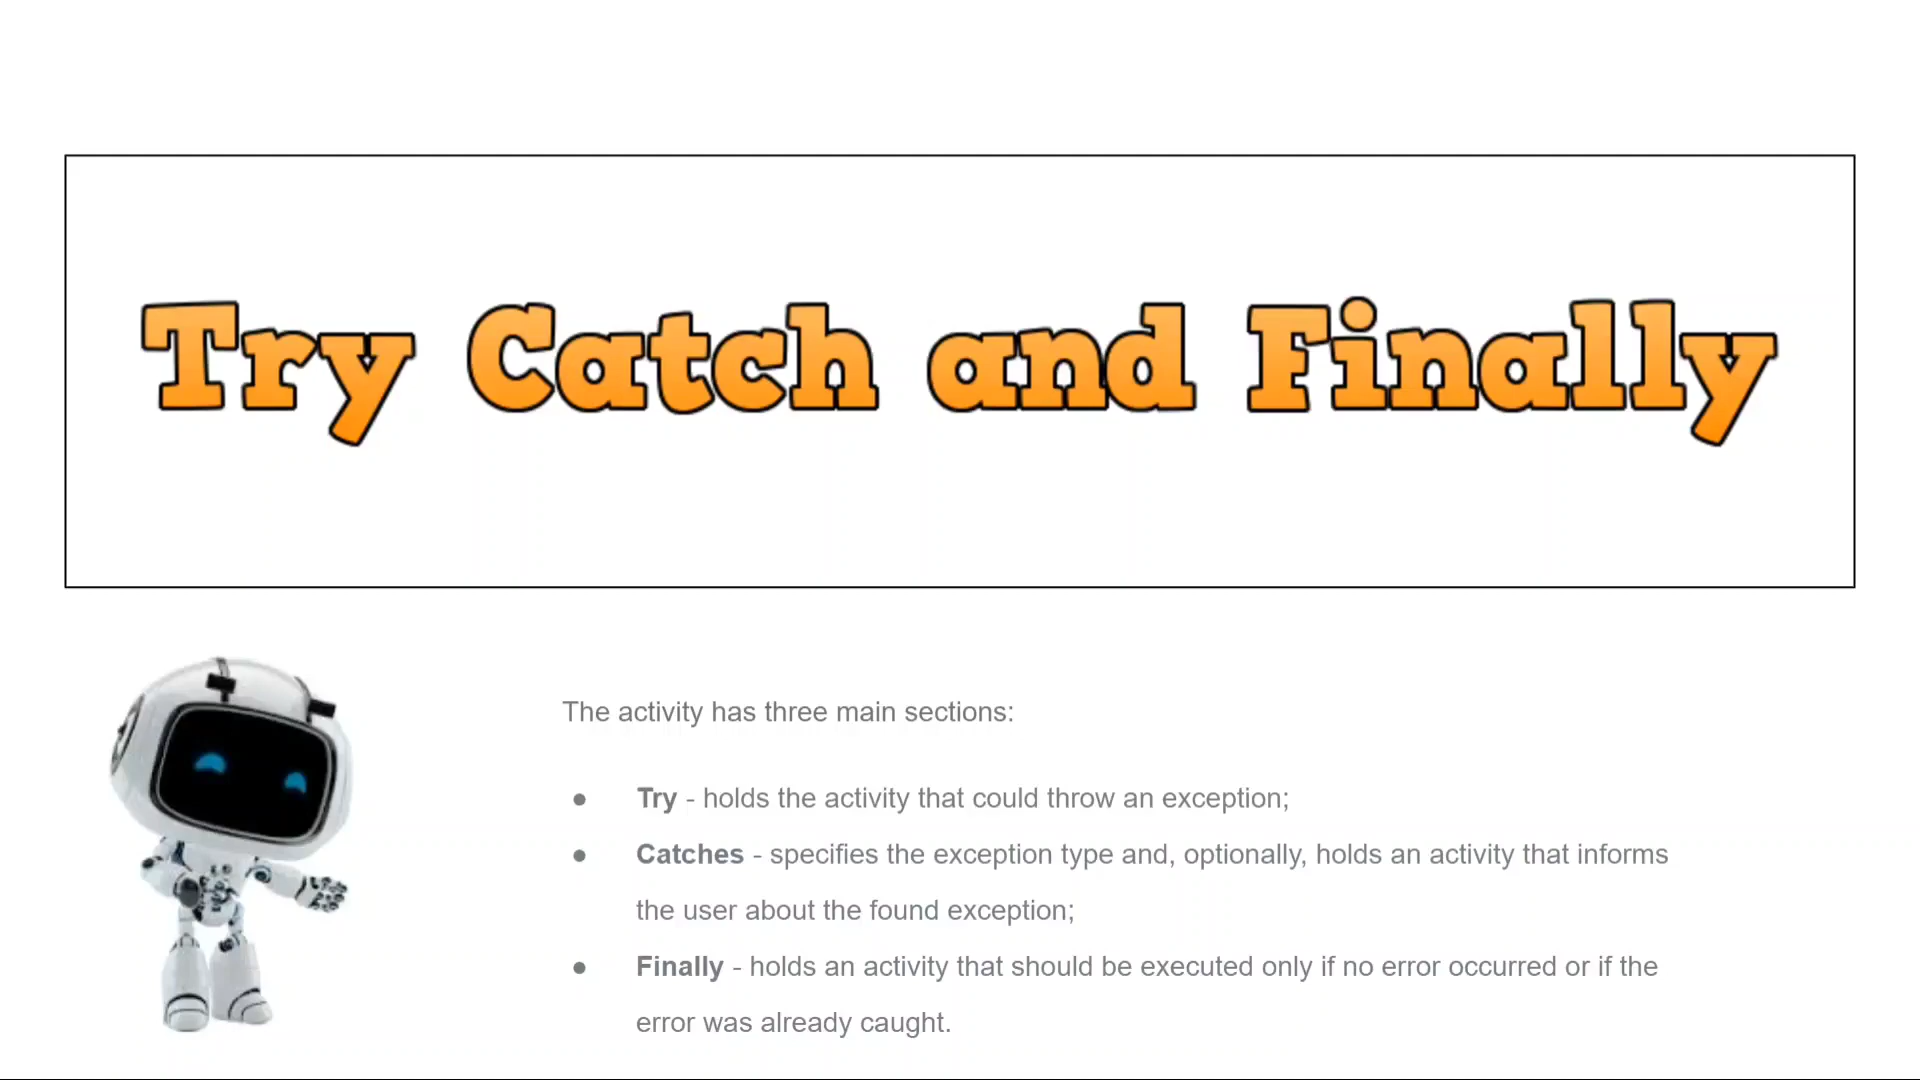 Try Catch and Finally
The activity has three main sections:
● Try - holds the activity that could throw an exception;
● Catches - specifies the exception type and, optionally, holds an activity that informs
the user about the found exception;
● Finally - holds an activity that should be executed only if no error occurred or if the
error was already caught.